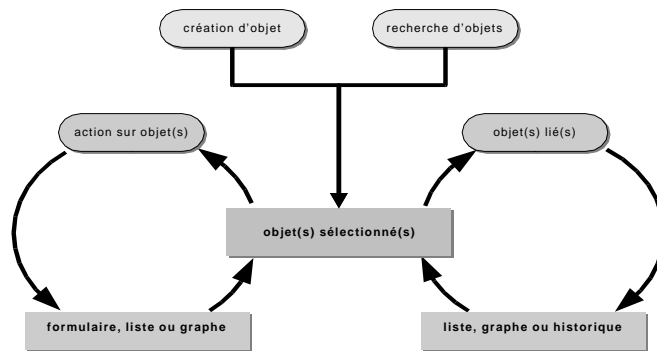 création d'objet
recherche d'objets
action sur objet(s)
objet(s) lié(s)
objet(s) sélectionné(s)
formulaire, liste ou graphe
liste, graphe ou historique